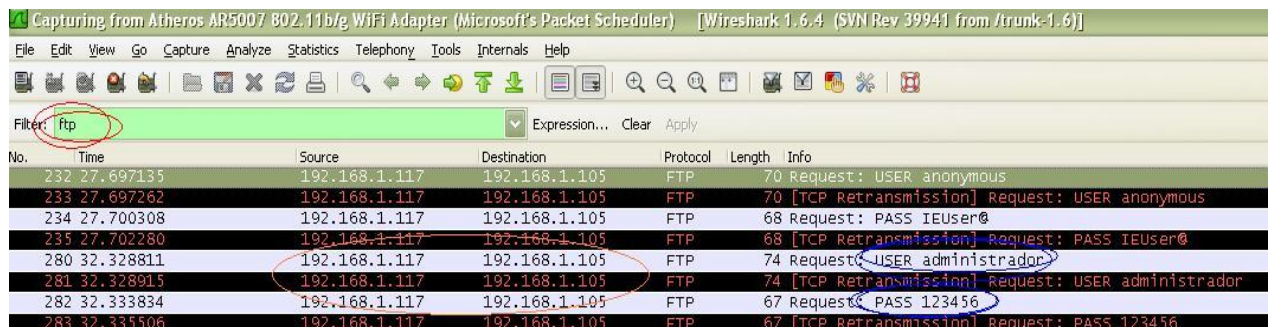 Capturing from Atheros AR5007 802.11b/g WiFi Adapter (Microsoft's Packet Scheduler) [Wireshark 1.6.4 (SVN Rev 39941 from /trunk-1.6)]
File Edit View Go Capture Analyze Statistics Telephony Tools Internals Help
Filter: ftp Expression... Clear Apply
No. Time Source Destination Protocol Length Info
232 27.697135 192.168.1.117 192.168.1.105 FTP 70 Request: USER anonymous
233 27.697262 192.168.1.117 192.168.1.105 FTP 70 [TCP Retransmission] Request: USER anonymous
234 27.700308 192.168.1.117 192.168.1.105 FTP 68 Request: PASS IEUser@
235 27.702280 192.168.1.117 192.168.1.105 FTP 68 [TCP Retransmission] Request: PASS IEUser@
280 32.328811 192.168.1.117 192.168.1.105 FTP 74 Request: USER administrador
281 32.328915 192.168.1.117 192.168.1.105 FTP 74 [TCP Retransmission] Request: USER administrador
282 32.333834 192.168.1.117 192.168.1.105 FTP 67 Request: PASS 123456
283 32.335506 192.168.1.117 192.168.1.105 FTP 67 [TCP Retransmission] Request: PASS 123456